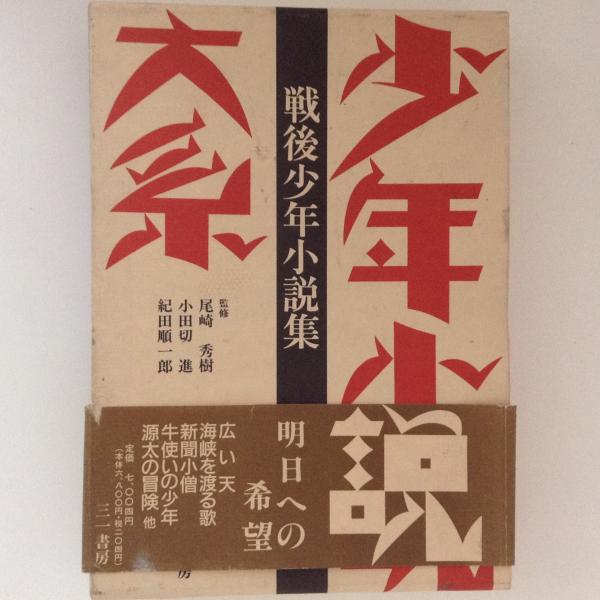 少年小説
大系
戦後少年小説集
監修
尾崎 秀樹
小田切 進
紀田順一郎
明日への
希望
広い天
海峡を渡る歌
新聞小僧
牛使いの少年
源太の冒険 他
定価 七、〇〇四円
(本体六、八〇〇円・税二〇四円)
三一書房
房